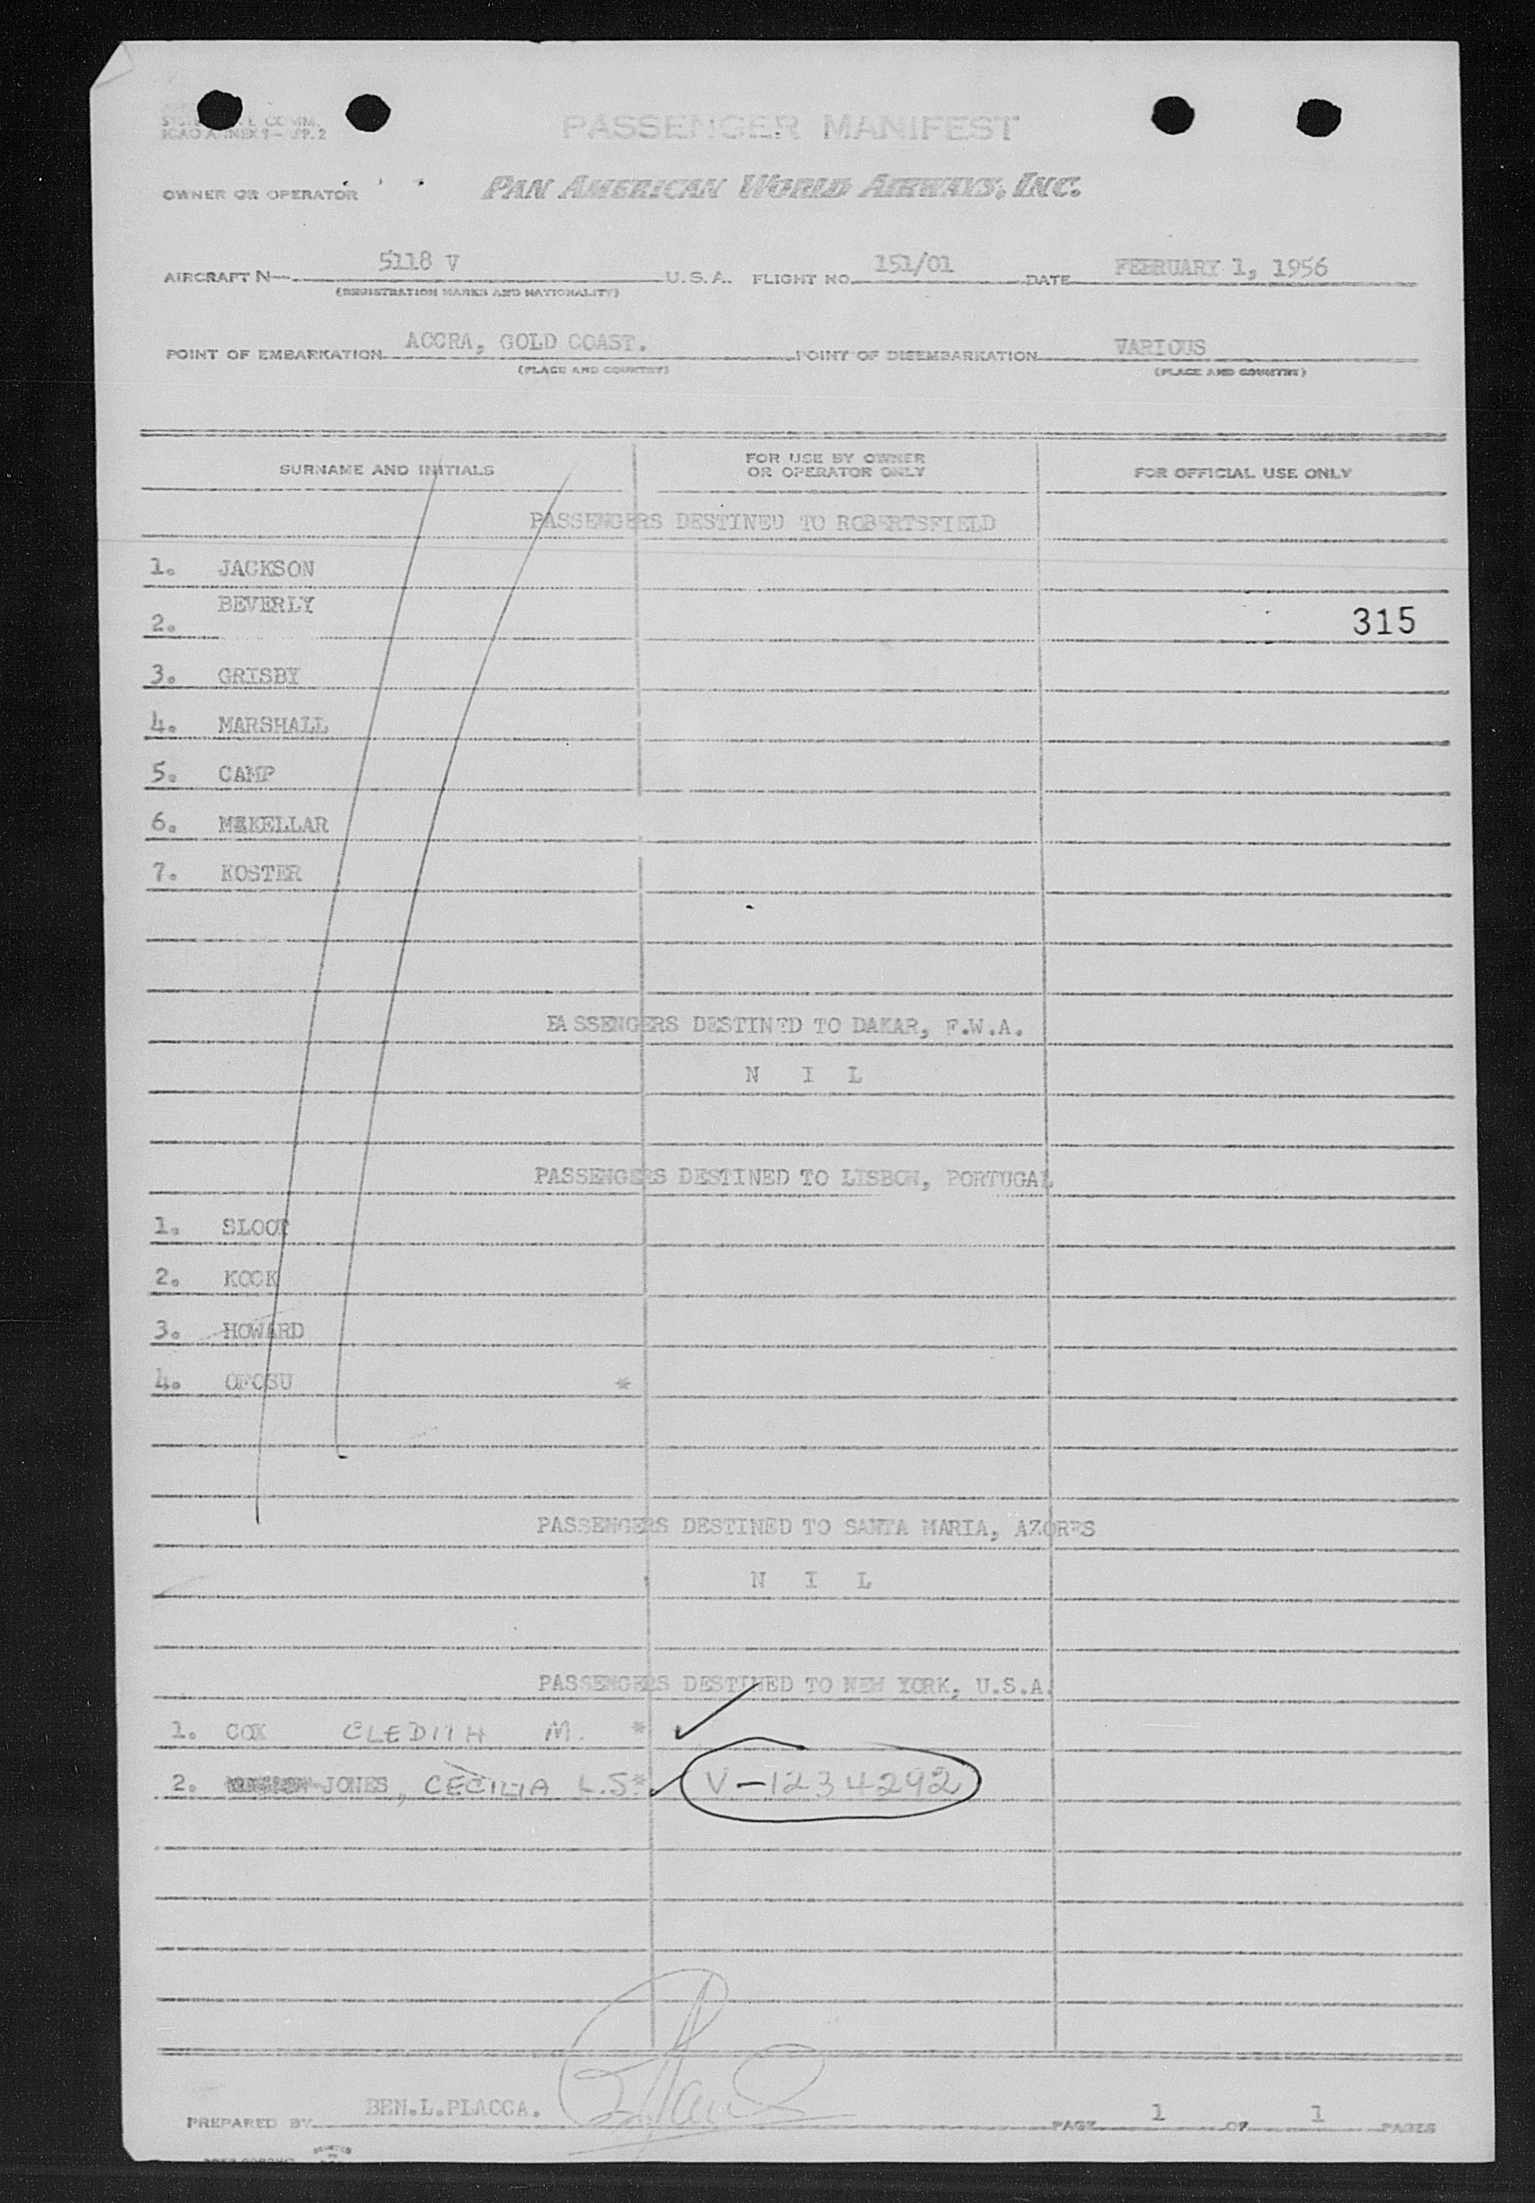 PASSENGER MANIFEST
ICAO ANNEX 9 - APP. 2
OWNER OR OPERATOR PAN AMERICAN WORLD AIRWAYS, INC.
AIRCRAFT N— 5118 V U.S.A. FLIGHT NO. 151/01 DATE FEBRUARY 1, 1956
(REGISTRATION MARKS AND NATIONALITY)
POINT OF EMBARKATION ACCRA, GOLD COAST. POINT OF DISEMBARKATION VARIOUS
(PLACE AND COUNTRY) (PLACE AND COUNTRY)
SURNAME AND INITIALS FOR USE BY OWNER OR OPERATOR ONLY FOR OFFICIAL USE ONLY
PASSENGERS DESTINED TO ROBERTSFIELD
1. JACKSON
2. BEVERLY 315
3. GRISBY
4. MARSHALL
5. CAMP
6. McKELLAR
7. KOSTER
PASSENGERS DESTINED TO DAKAR, F.W.A.
N I L
PASSENGERS DESTINED TO LISBON, PORTUGAL
1. SLOOT
2. KOOK
3. HOWARD
4. OFOSU *
PASSENGERS DESTINED TO SANTA MARIA, AZORES
N I L
PASSENGERS DESTINED TO NEW YORK, U.S.A.
1. COX CLEDITH M. *
2. JONES, CECILIA L.S* V-1234292
PREPARED BY BEN.L.PLACCA. PAGE 1 OF 1 PAGES